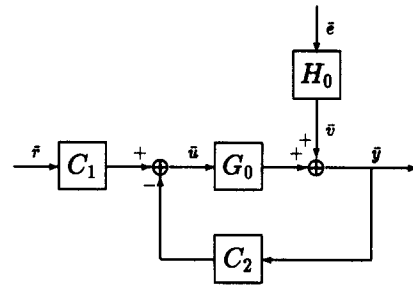 ē
H₀
v̄
+
r̄
C₁
+
ū
G₀
+
ȳ
−
C₂